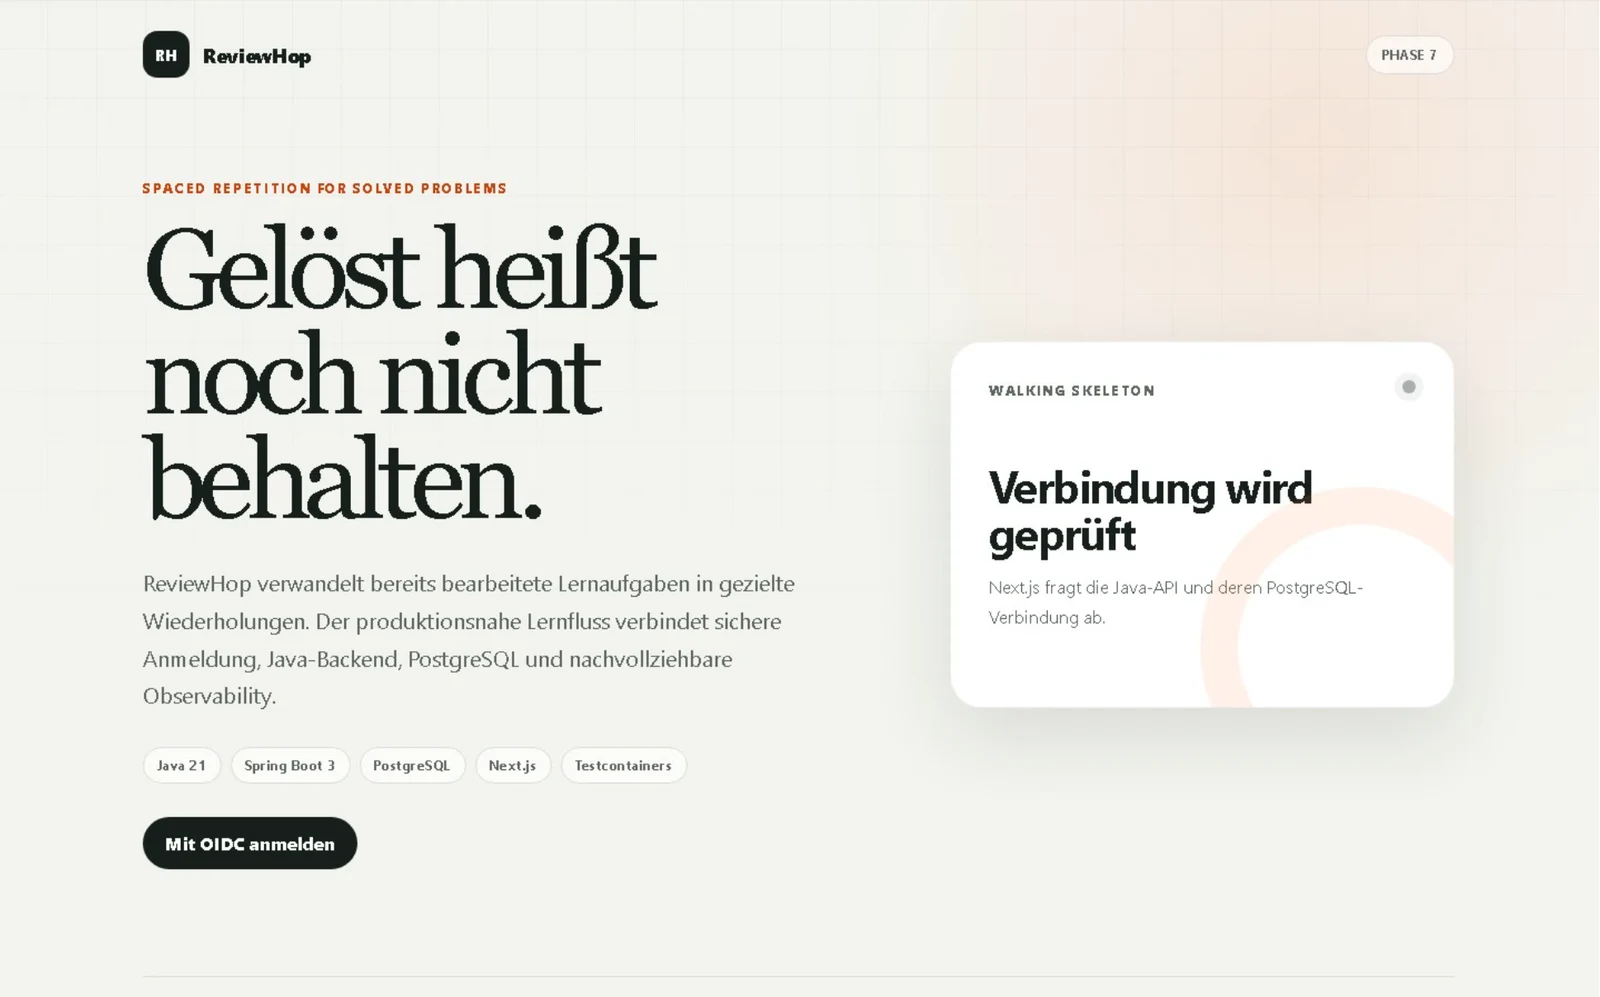 RH ReviewHop
PHASE 7
SPACED REPETITION FOR SOLVED PROBLEMS
Gelöst heißt
noch nicht
behalten.
ReviewHop verwandelt bereits bearbeitete Lernaufgaben in gezielte
Wiederholungen. Der produktionsnahe Lernfluss verbindet sichere
Anmeldung, Java-Backend, PostgreSQL und nachvollziehbare
Observability.
Java 21
Spring Boot 3
PostgreSQL
Next.js
Testcontainers
Mit OIDC anmelden
WALKING SKELETON
Verbindung wird
geprüft
Next.js fragt die Java-API und deren PostgreSQL-
Verbindung ab.